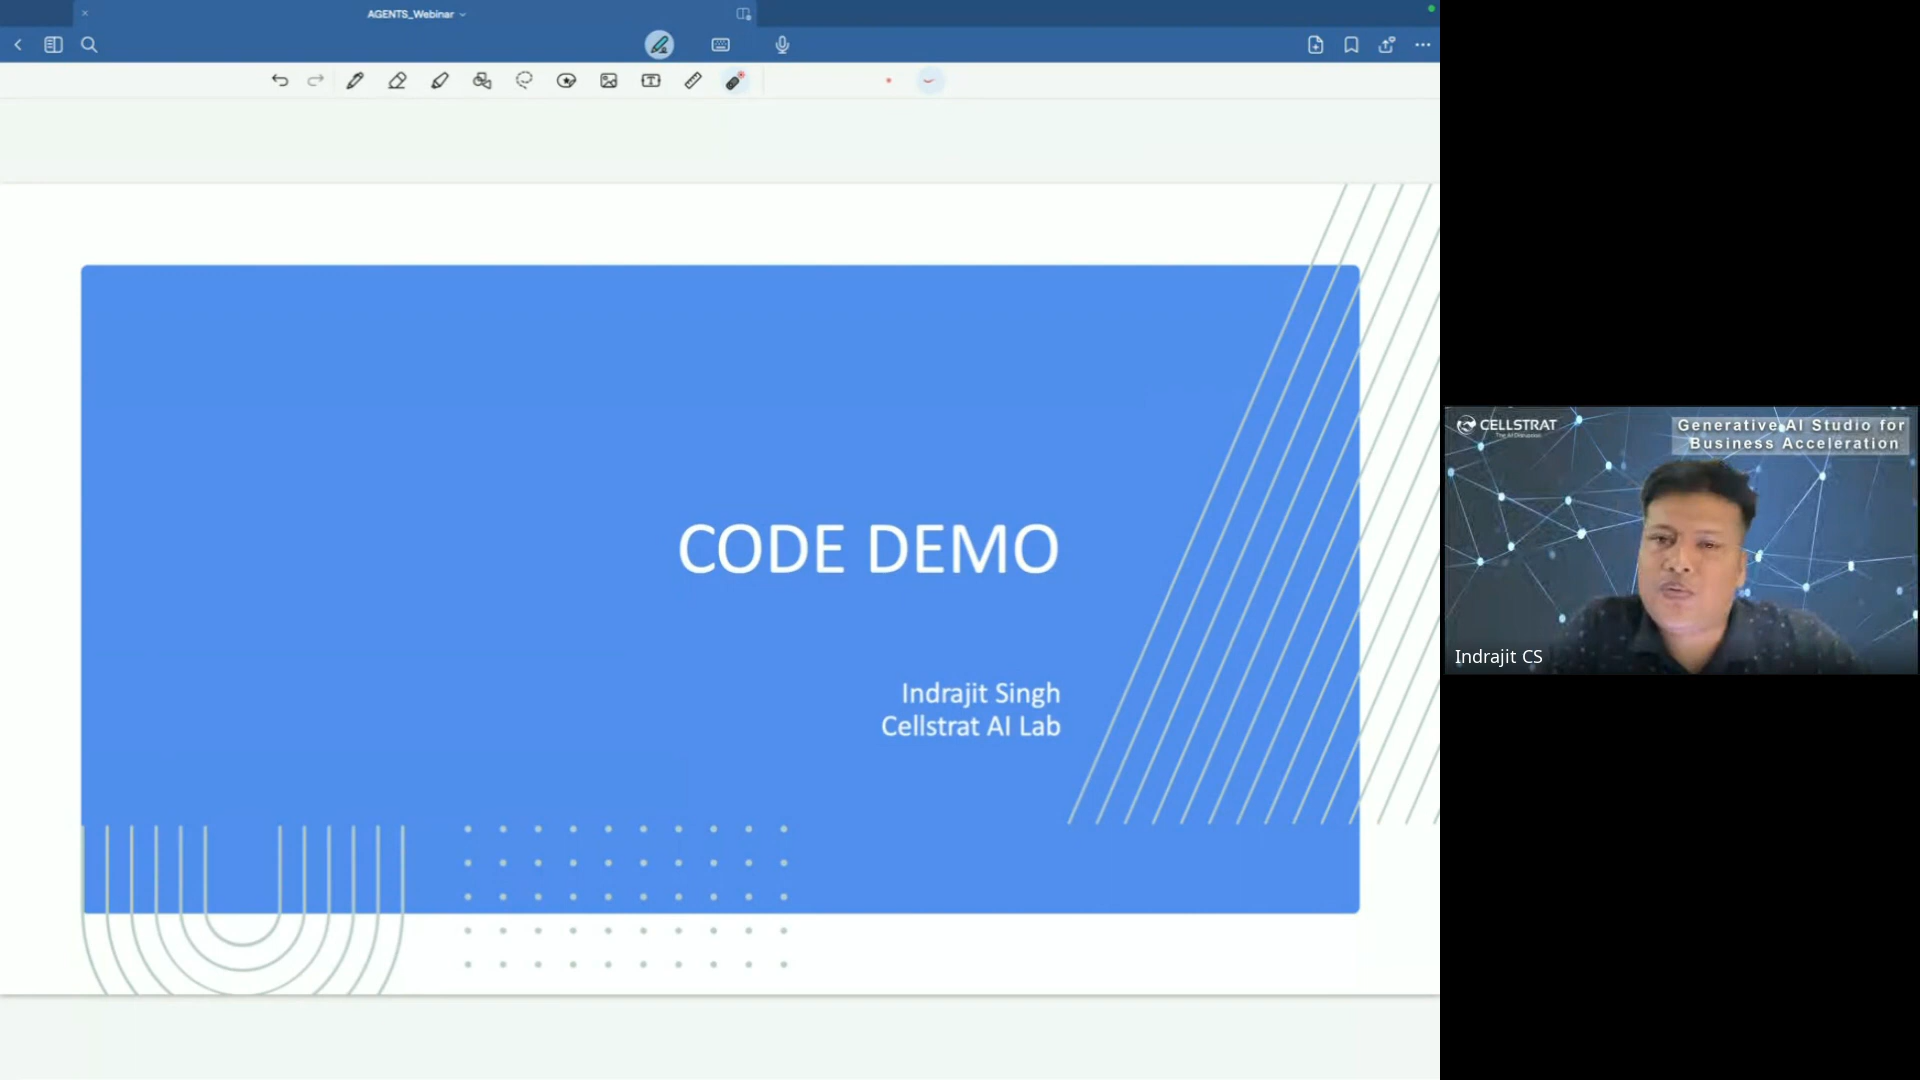 AGENTS_Webinar
CODE DEMO
Indrajit Singh
Cellstrat AI Lab
CELLSTRAT
Generative AI Studio for
Business Acceleration
Indrajit CS